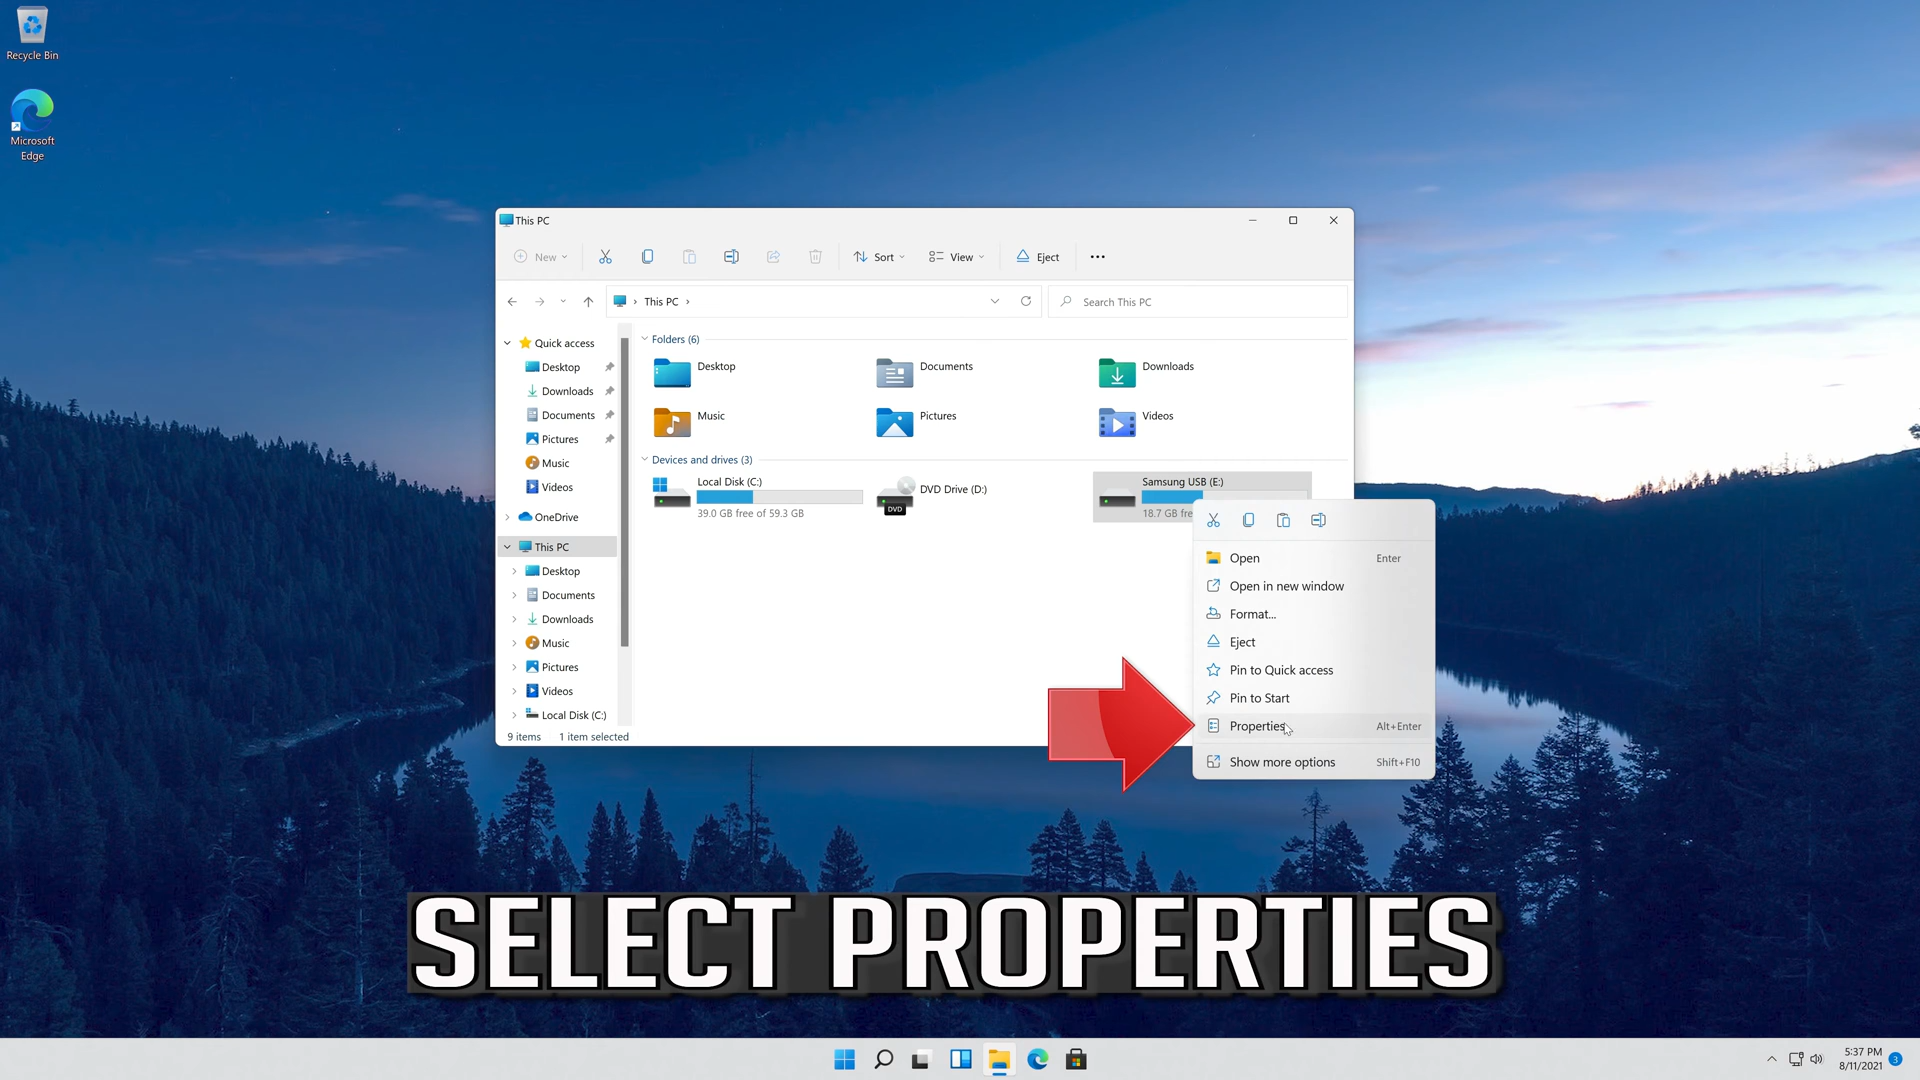 Recycle Bin
Microsoft
Edge
This PC
New
Sort
View
Eject
This PC
Search This PC
Quick access
Desktop
Downloads
Documents
Pictures
Music
Videos
OneDrive
This PC
Desktop
Documents
Downloads
Music
Pictures
Videos
Local Disk (C:)
9 items 1 item selected
Folders (6)
Desktop
Documents
Downloads
Music
Pictures
Videos
Devices and drives (3)
Local Disk (C:)
39.0 GB free of 59.3 GB
DVD
DVD Drive (D:)
Samsung USB (E:)
18.7 GB fre
Open Enter
Open in new window
Format...
Eject
Pin to Quick access
Pin to Start
Properties Alt+Enter
Show more options Shift+F10
SELECT PROPERTIES
5:37 PM
8/11/2021
3